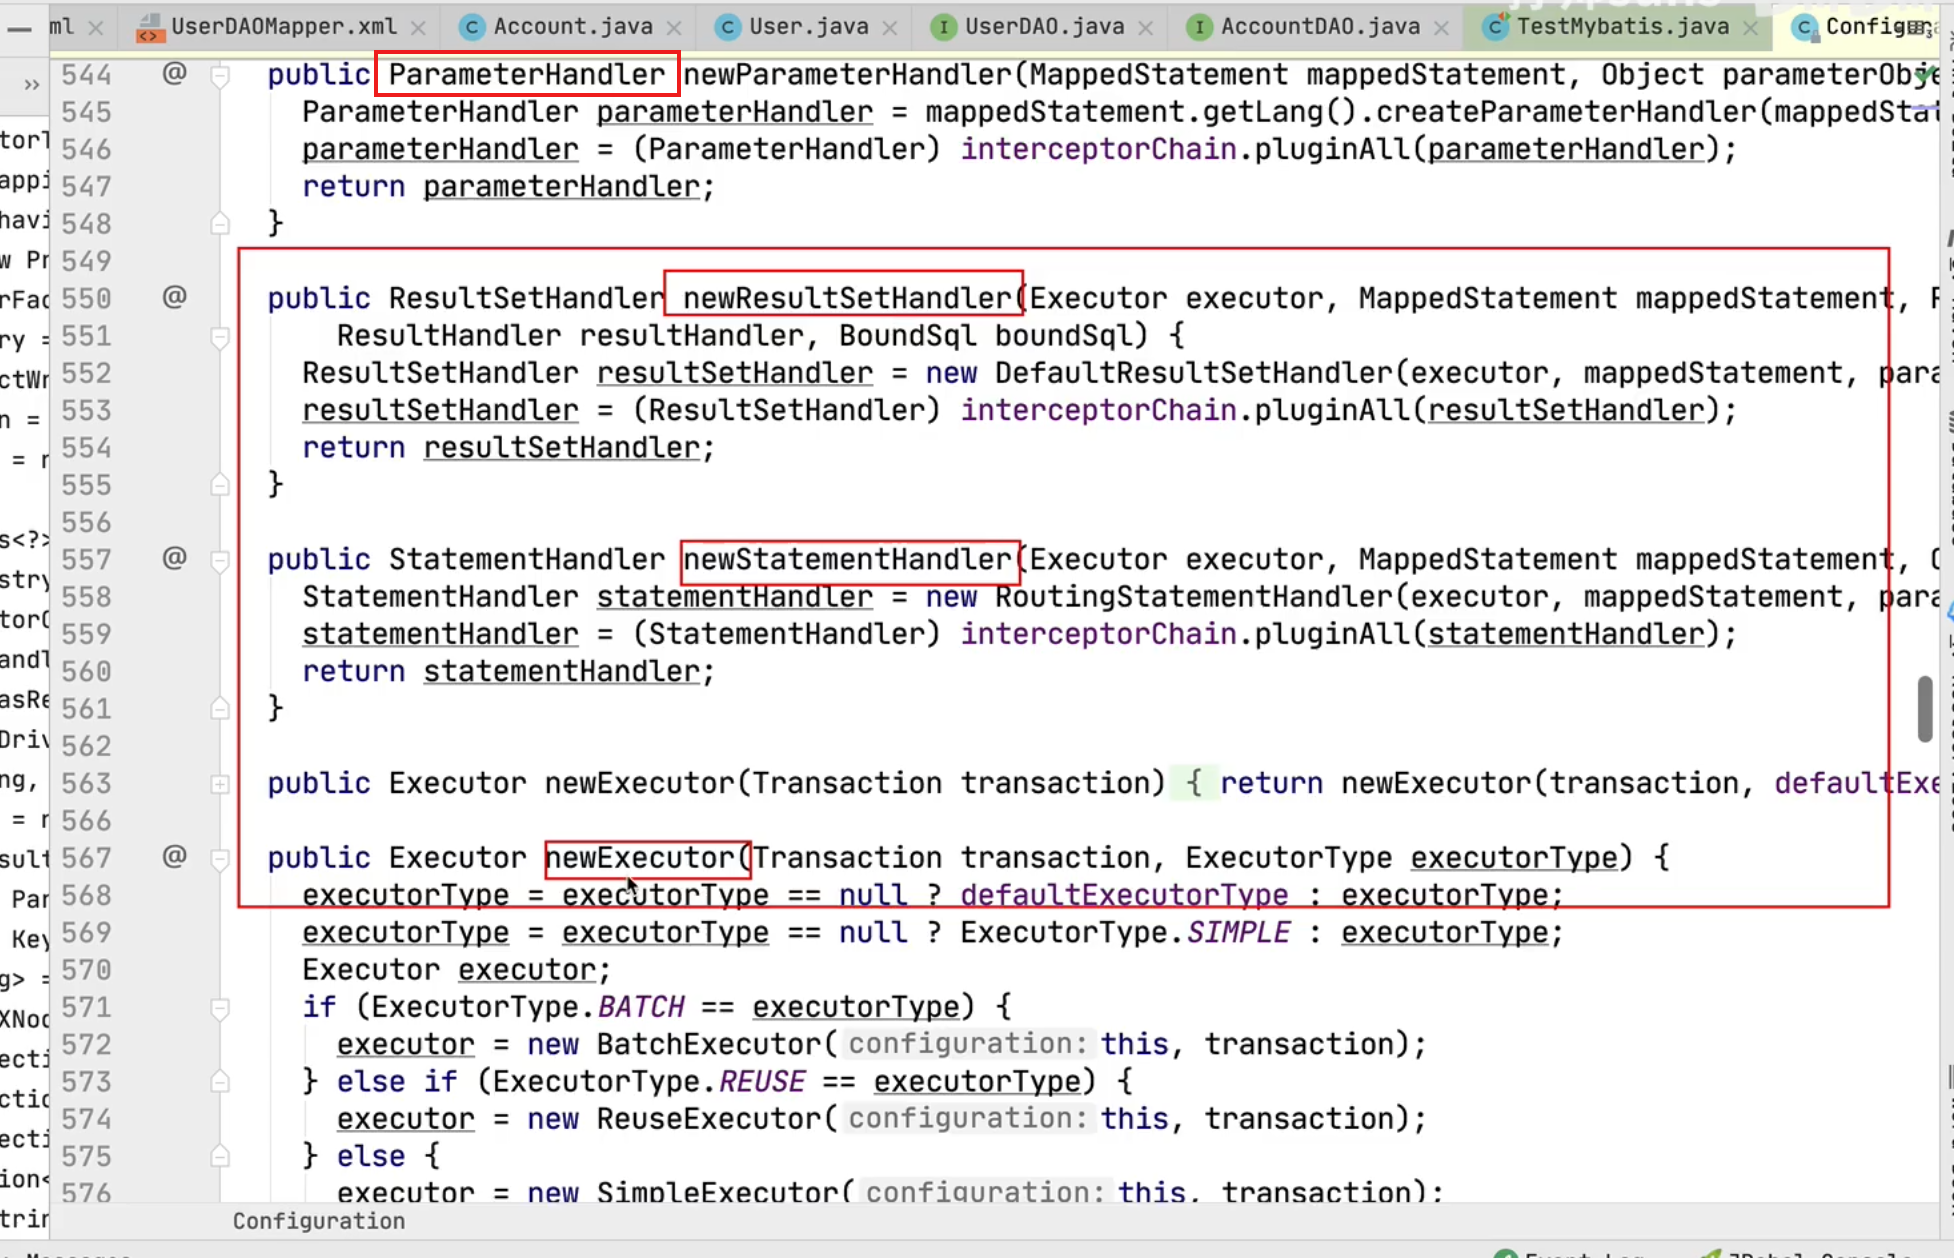 ml UserDAOMapper.xml Account.java User.java UserDAO.java AccountDAO.java TestMybatis.java
544 @ public ParameterHandler newParameterHandler(MappedStatement mappedStatement, Object parameterObje
545 ParameterHandler parameterHandler = mappedStatement.getLang().createParameterHandler(mappedStat
546 parameterHandler = (ParameterHandler) interceptorChain.pluginAll(parameterHandler);
547 return parameterHandler;
548 }
549
550 @ public ResultSetHandler newResultSetHandler(Executor executor, MappedStatement mappedStatement,
551 ResultHandler resultHandler, BoundSql boundSql) {
552 ResultSetHandler resultSetHandler = new DefaultResultSetHandler(executor, mappedStatement, para
553 resultSetHandler = (ResultSetHandler) interceptorChain.pluginAll(resultSetHandler);
554 return resultSetHandler;
555 }
556
557 @ public StatementHandler newStatementHandler(Executor executor, MappedStatement mappedStatement,
558 StatementHandler statementHandler = new RoutingStatementHandler(executor, mappedStatement, para
559 statementHandler = (StatementHandler) interceptorChain.pluginAll(statementHandler);
560 return statementHandler;
561 }
562
563 public Executor newExecutor(Transaction transaction) { return newExecutor(transaction, defaultExe
566
567 @ public Executor newExecutor(Transaction transaction, ExecutorType executorType) {
568 executorType = executorType == null ? defaultExecutorType : executorType;
569 executorType = executorType == null ? ExecutorType.SIMPLE : executorType;
570 Executor executor;
571 if (ExecutorType.BATCH == executorType) {
572 executor = new BatchExecutor( configuration: this, transaction);
573 } else if (ExecutorType.REUSE == executorType) {
574 executor = new ReuseExecutor( configuration: this, transaction);
575 } else {
576 executor = new SimpleExecutor( configuration: this, transaction);
Configuration